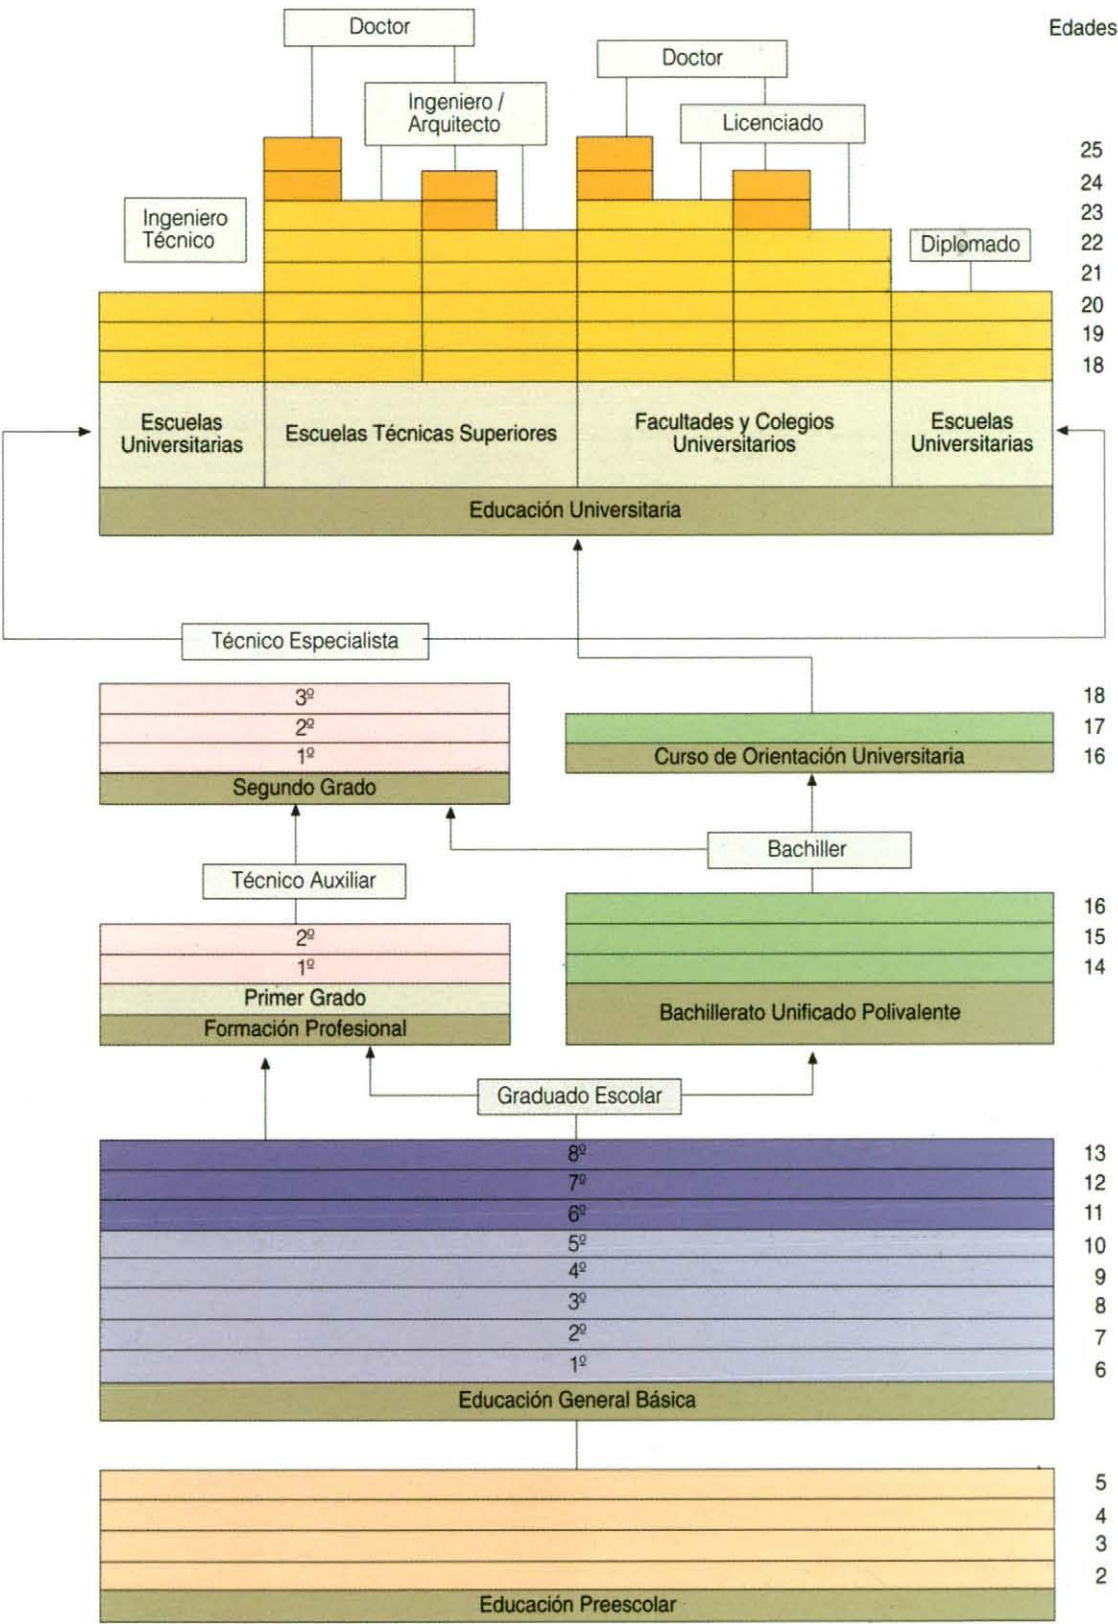 Edades
Doctor
Doctor
Ingeniero /
Arquitecto
Licenciado
25
24
Ingeniero
Técnico
23
Diplomado
22
21
20
19
18
Escuelas
Universitarias
Escuelas Técnicas Superiores
Facultades y Colegios
Universitarios
Escuelas
Universitarias
Educación Universitaria
Técnico Especialista
3º
18
2º
17
1º
Curso de Orientación Universitaria
16
Segundo Grado
Bachiller
Técnico Auxiliar
16
2º
15
1º
14
Primer Grado
Formación Profesional
Bachillerato Unificado Polivalente
Graduado Escolar
8º
13
7º
12
6º
11
5º
10
4º
9
3º
8
2º
7
1º
6
Educación General Básica
5
4
3
2
Educación Preescolar